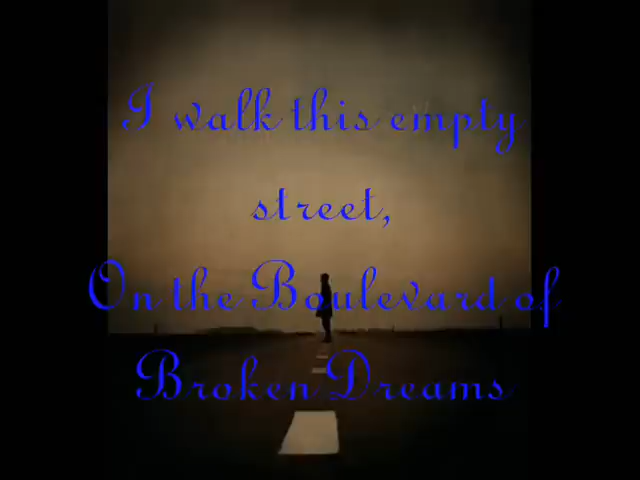 I walk this empty
street,
On the Boulevard of
Broken Dreams